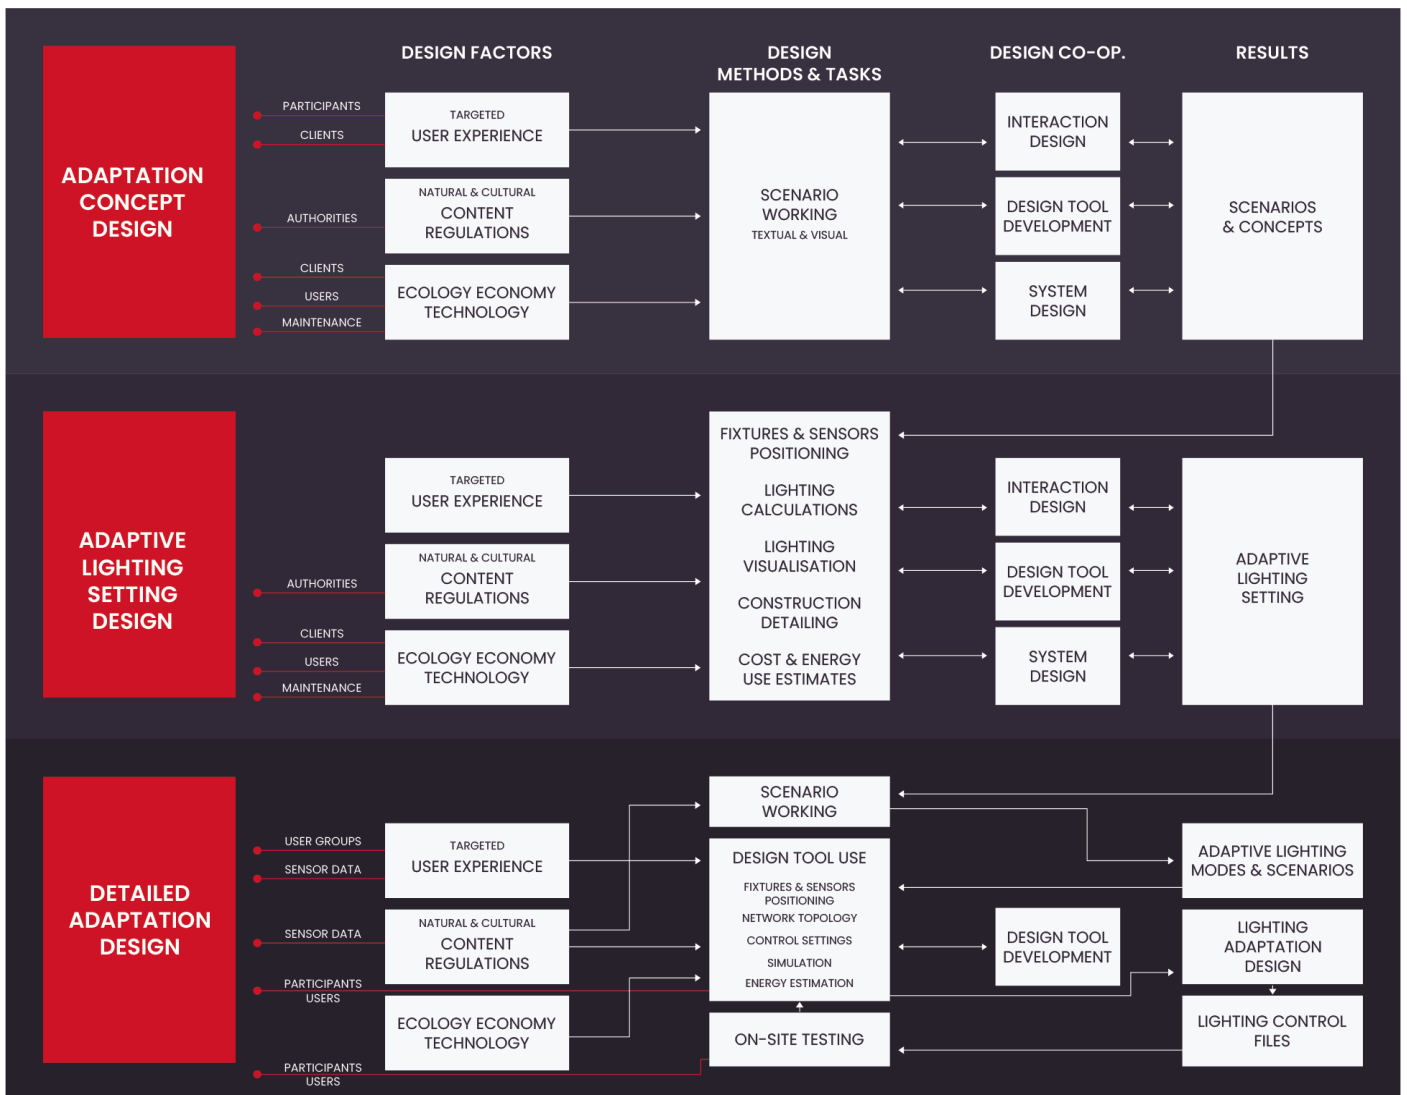 DESIGN FACTORS
DESIGN
METHODS & TASKS
DESIGN CO-OP.
RESULTS
ADAPTATION
CONCEPT
DESIGN
PARTICIPANTS
CLIENTS
AUTHORITIES
CLIENTS
USERS
MAINTENANCE
TARGETED
USER EXPERIENCE
NATURAL & CULTURAL
CONTENT
REGULATIONS
ECOLOGY ECONOMY
TECHNOLOGY
SCENARIO
WORKING
TEXTUAL & VISUAL
INTERACTION
DESIGN
DESIGN TOOL
DEVELOPMENT
SYSTEM
DESIGN
SCENARIOS
& CONCEPTS
ADAPTIVE
LIGHTING
SETTING
DESIGN
AUTHORITIES
CLIENTS
USERS
MAINTENANCE
TARGETED
USER EXPERIENCE
NATURAL & CULTURAL
CONTENT
REGULATIONS
ECOLOGY ECONOMY
TECHNOLOGY
FIXTURES & SENSORS
POSITIONING
LIGHTING
CALCULATIONS
LIGHTING
VISUALISATION
CONSTRUCTION
DETAILING
COST & ENERGY
USE ESTIMATES
INTERACTION
DESIGN
DESIGN TOOL
DEVELOPMENT
SYSTEM
DESIGN
ADAPTIVE
LIGHTING
SETTING
DETAILED
ADAPTATION
DESIGN
USER GROUPS
SENSOR DATA
SENSOR DATA
PARTICIPANTS
USERS
PARTICIPANTS
USERS
TARGETED
USER EXPERIENCE
NATURAL & CULTURAL
CONTENT
REGULATIONS
ECOLOGY ECONOMY
TECHNOLOGY
SCENARIO
WORKING
DESIGN TOOL USE
FIXTURES & SENSORS
POSITIONING
NETWORK TOPOLOGY
CONTROL SETTINGS
SIMULATION
ENERGY ESTIMATION
ON-SITE TESTING
DESIGN TOOL
DEVELOPMENT
ADAPTIVE LIGHTING
MODES & SCENARIOS
LIGHTING
ADAPTATION
DESIGN
LIGHTING CONTROL
FILES